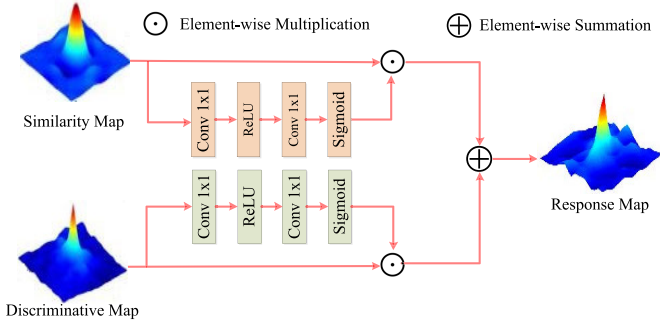 Element-wise Multiplication
Element-wise Summation
Similarity Map
Conv 1x1
ReLU
Conv 1x1
Sigmoid
Conv 1x1
ReLU
Conv 1x1
Sigmoid
Response Map
Discriminative Map